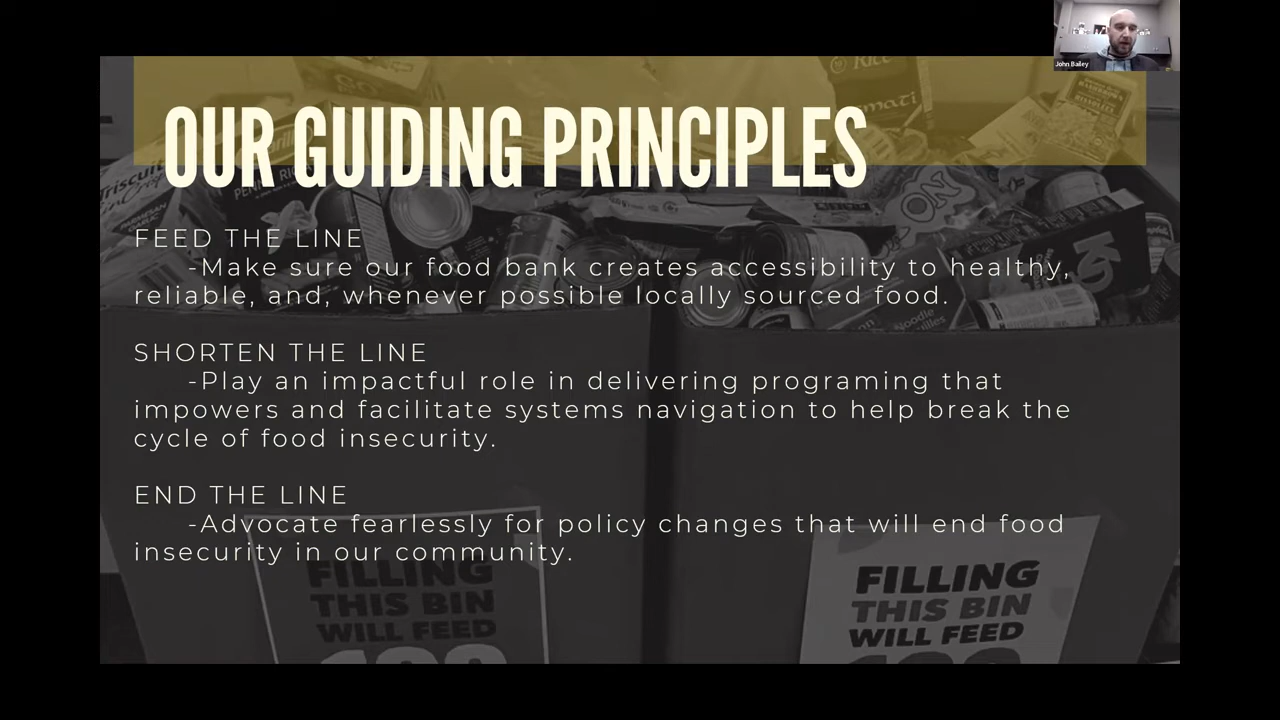 John Bailey
OUR GUIDING PRINCIPLES
FEED THE LINE
-Make sure our food bank creates accessibility to healthy,
reliable, and, whenever possible locally sourced food.
SHORTEN THE LINE
-Play an impactful role in delivering programing that
impowers and facilitate systems navigation to help break the
cycle of food insecurity.
END THE LINE
-Advocate fearlessly for policy changes that will end food
insecurity in our community.
FILLING
THIS BIN
WILL FEED
FILLING
THIS BIN
WILL FEED